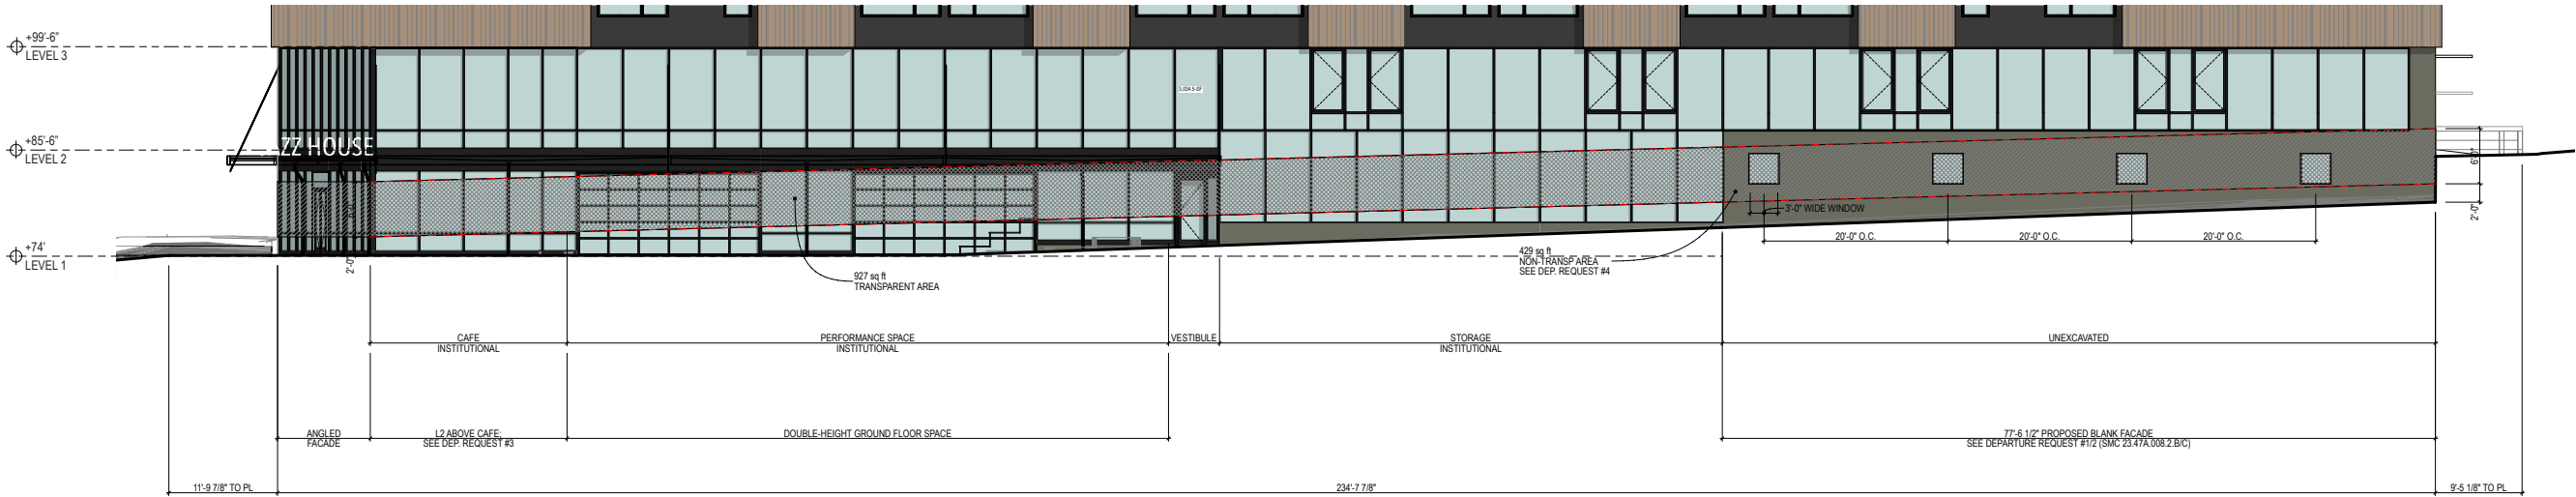 +99'-6"
LEVEL 3
3,034.5 SF
+85'-6"
LEVEL 2
ZZ HOUSE
6'-0"
3'-0" WIDE WINDOW
2'-0"
+74'
LEVEL 1
2'-0"
20'-0" O.C.
20'-0" O.C.
20'-0" O.C.
927 sq ft
TRANSPARENT AREA
429 sq ft
NON-TRANSP AREA
SEE DEP. REQUEST #4
CAFE
INSTITUTIONAL
PERFORMANCE SPACE
INSTITUTIONAL
VESTIBULE
STORAGE
INSTITUTIONAL
UNEXCAVATED
ANGLED
FACADE
L2 ABOVE CAFE;
SEE DEP. REQUEST #3
DOUBLE-HEIGHT GROUND FLOOR SPACE
77'-6 1/2" PROPOSED BLANK FACADE
SEE DEPARTURE REQUEST #1/2 (SMC 23.47A.008.2.B/C)
11'-9 7/8" TO PL
234'-7 7/8"
9'-5 1/8" TO PL